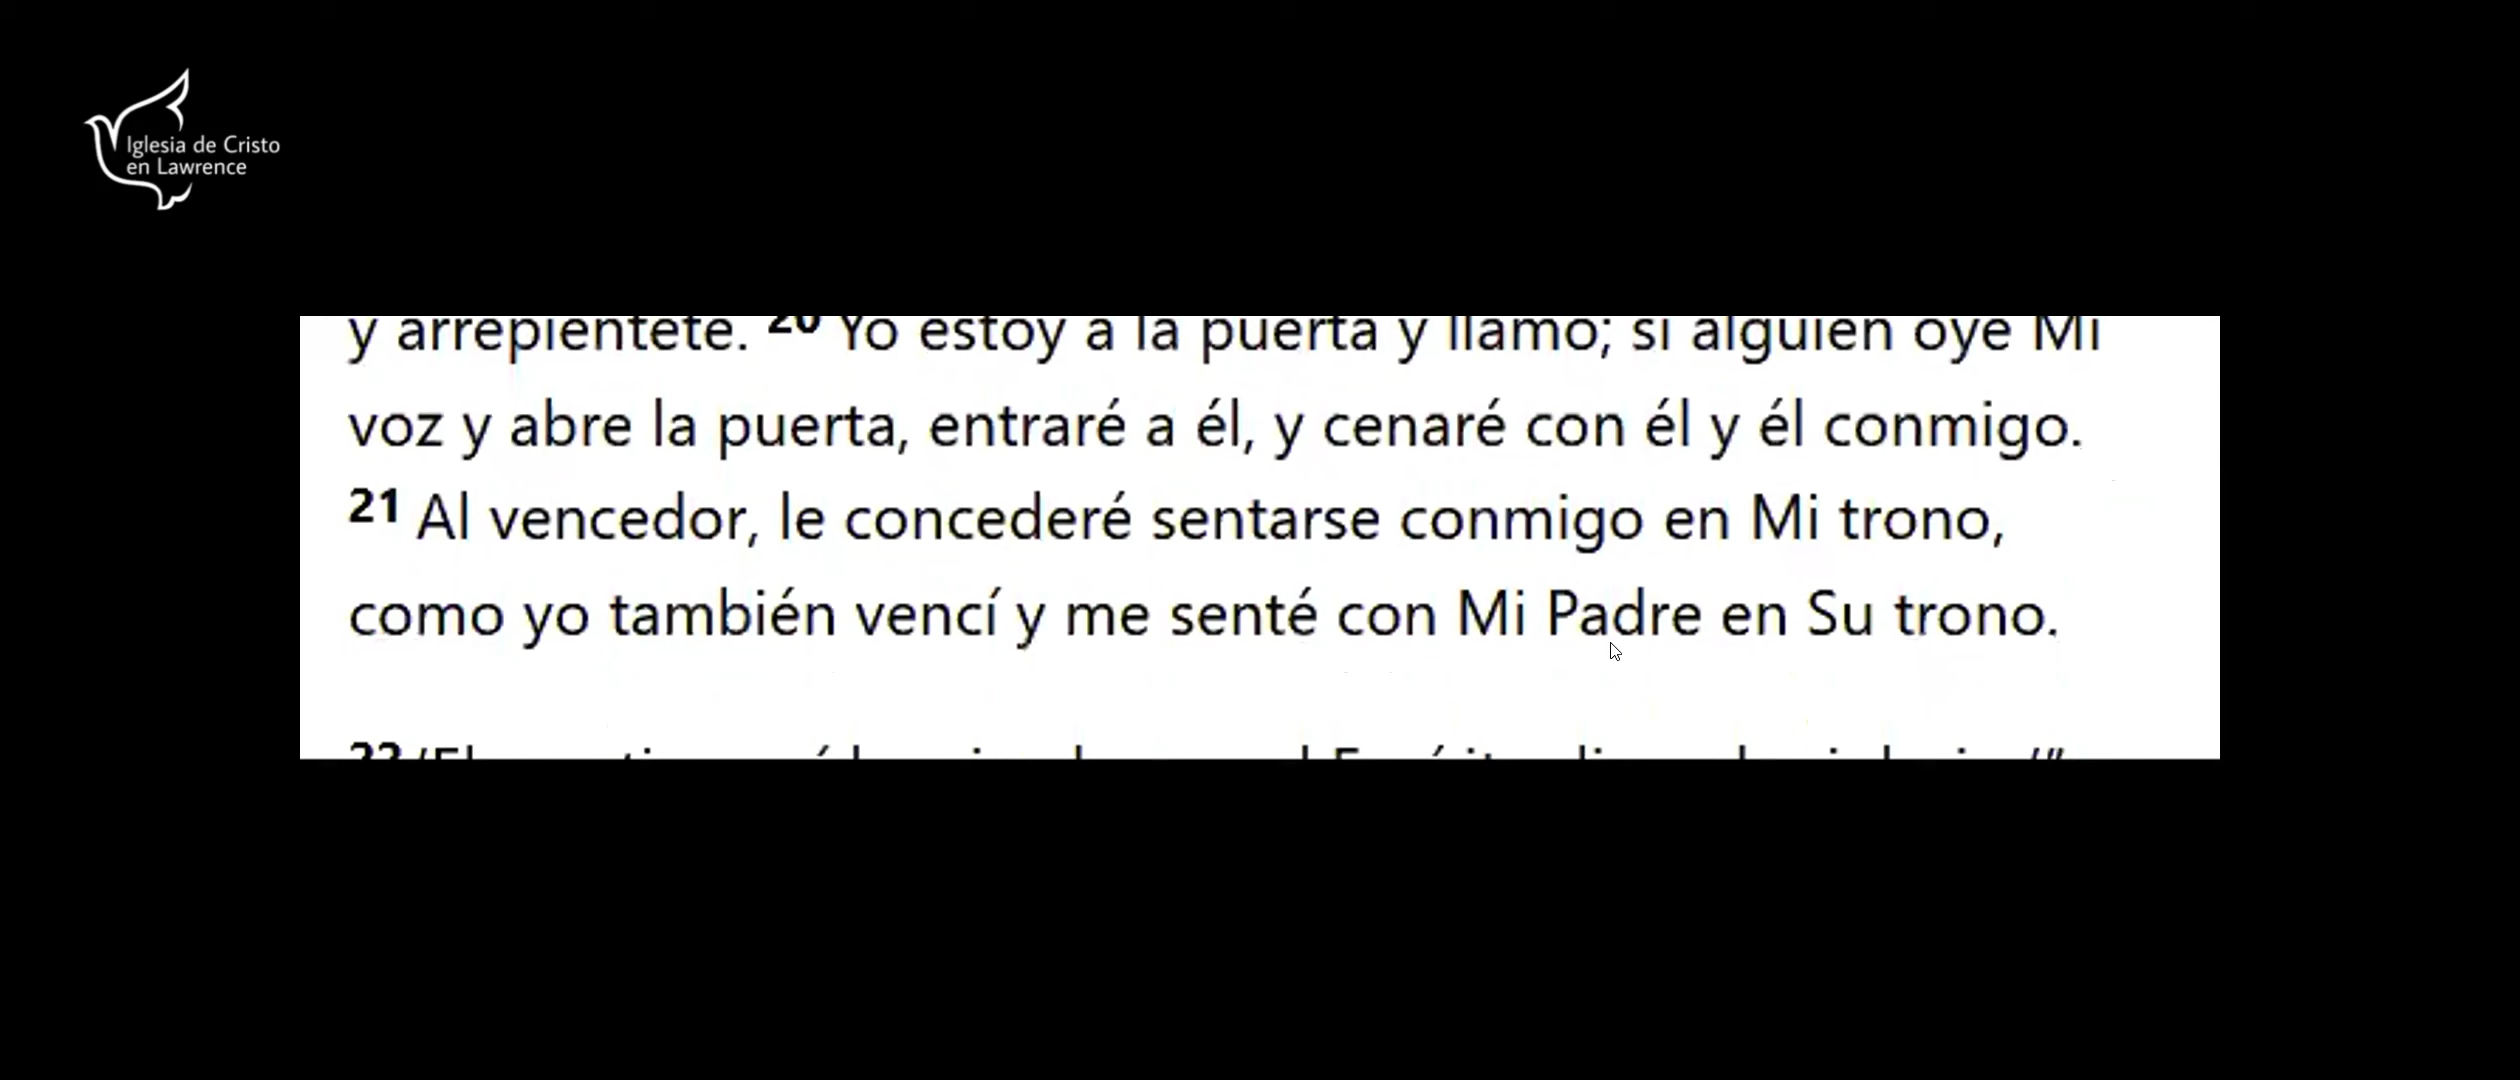 Iglesia de Cristo
en Lawrence
y arrepiéntete. 20 Yo estoy a la puerta y llamo; si alguien oye Mi
voz y abre la puerta, entraré a él, y cenaré con él y él conmigo.
21 Al vencedor, le concederé sentarse conmigo en Mi trono,
como yo también vencí y me senté con Mi Padre en Su trono.